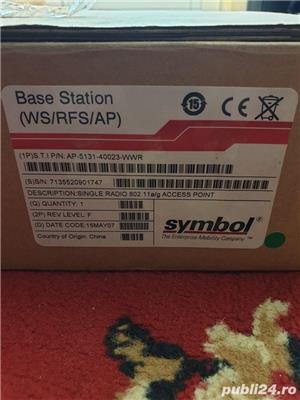 Base Station
(WS/RFS/AP)
15
CE
(1P)S.T.I P/N: AP-5131-40023-WWR
(S)S/N: 7135520901747
DESCRIPTION:SINGLE RADIO 802.11a/g ACCESS POINT
(Q) QUANTITY: 1
(2P) REV LEVEL: F
(D) DATE CODE:15MAY07
Country of Origin: China
symbol
The Enterprise Mobility Company ™
publi24.ro